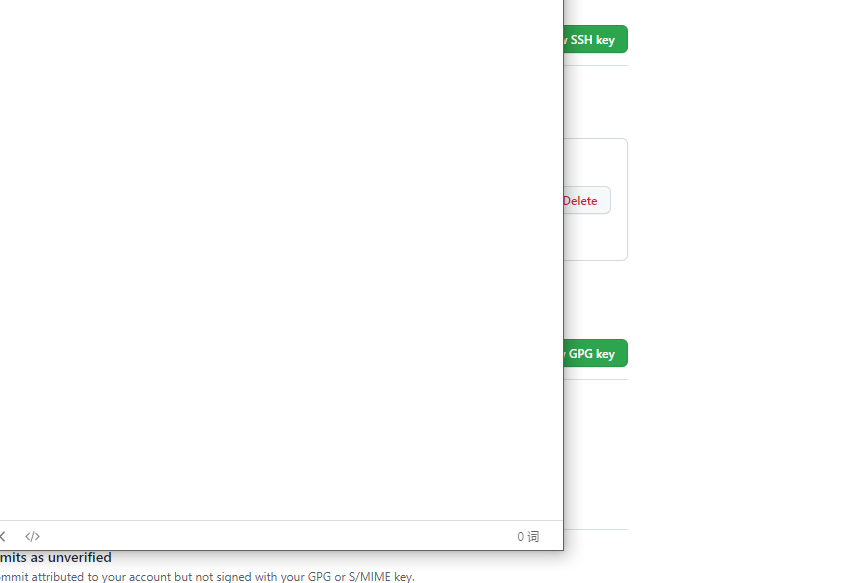 SSH key
Delete
GPG key
</>
0 词
mits as unverified
ommit attributed to your account but not signed with your GPG or S/MIME key.